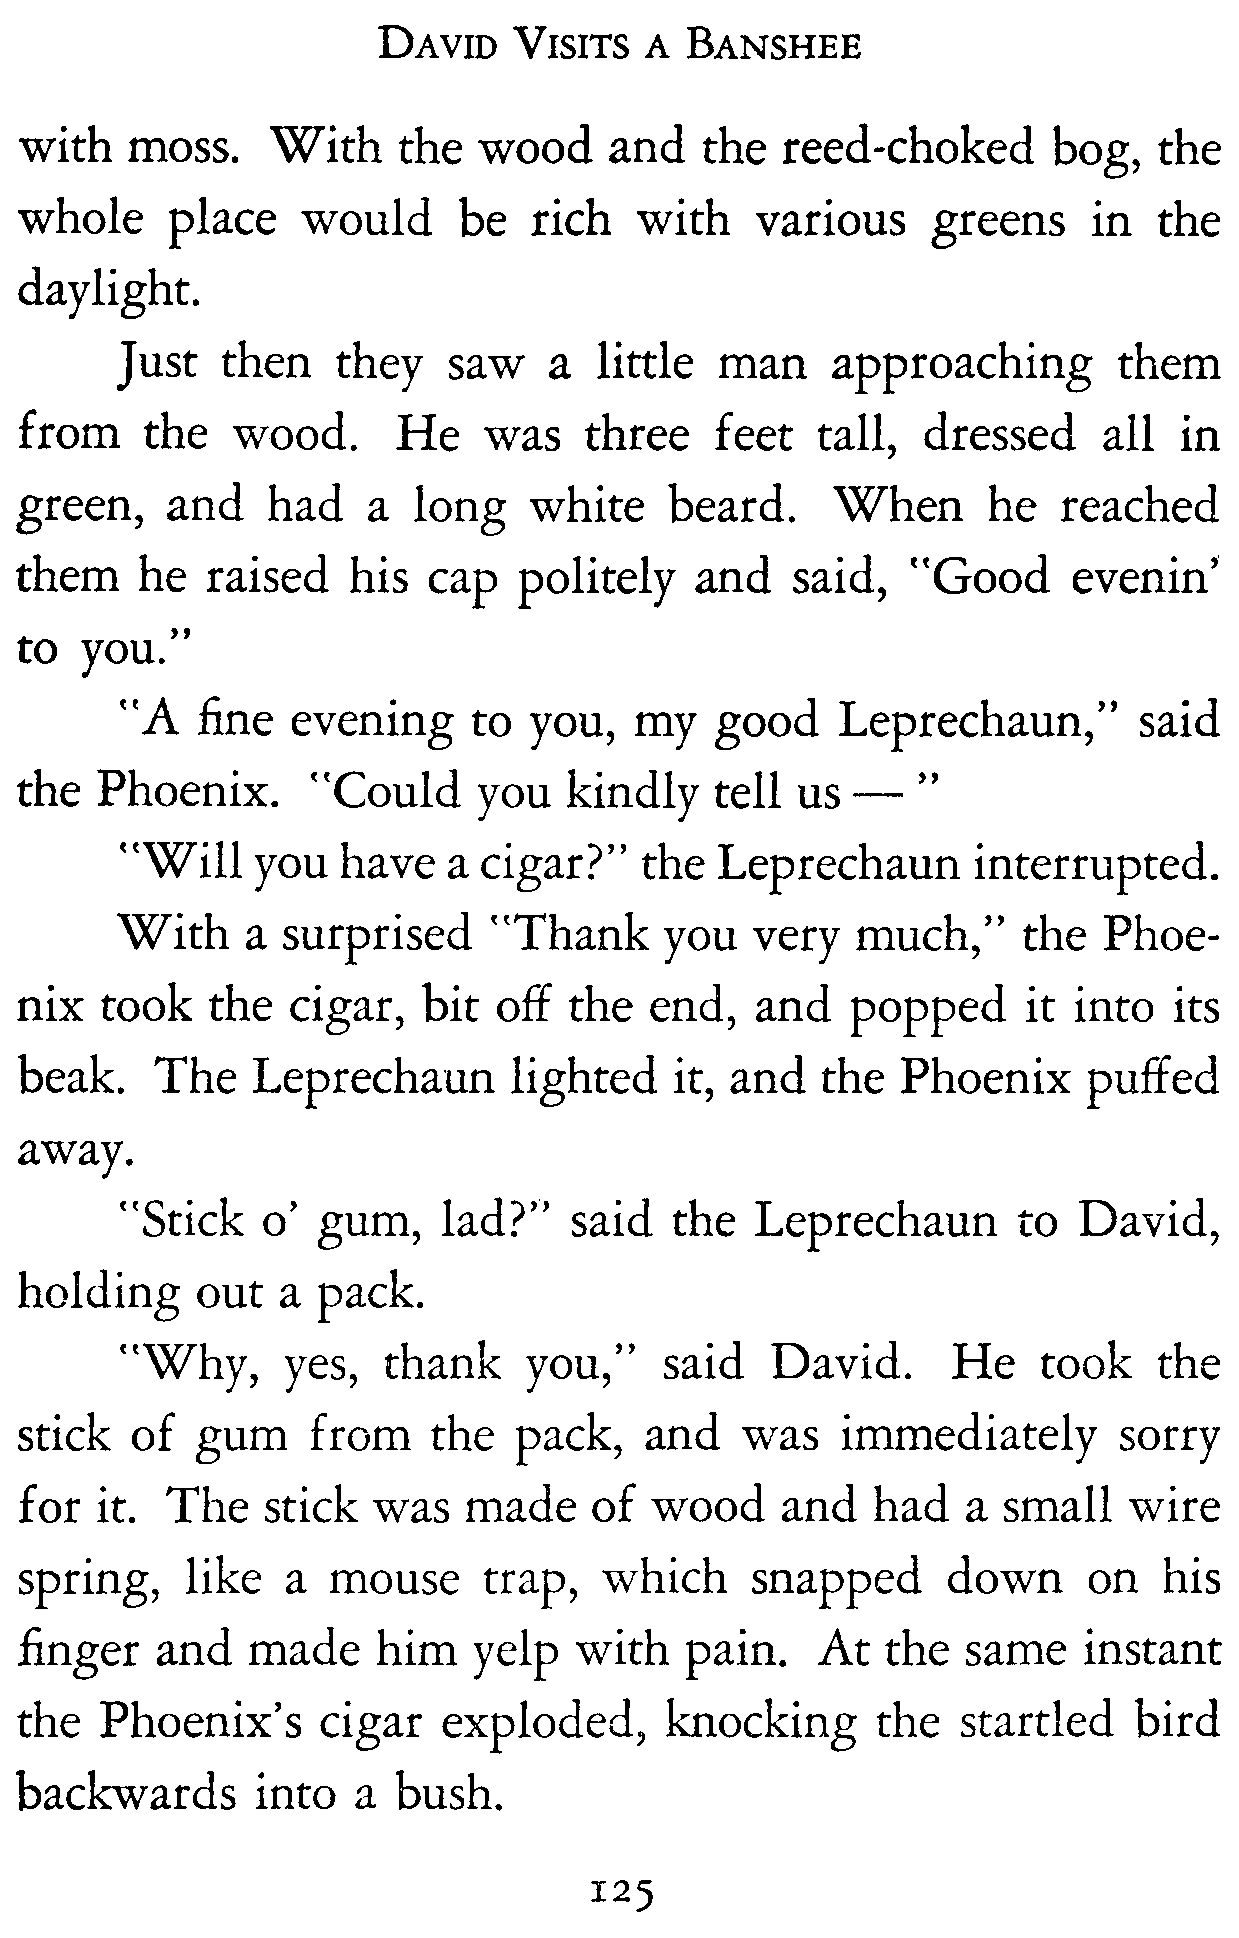 David Visits a Banshee
with moss. With the wood and the reed-choked bog, the
whole place would be rich with various greens in the
daylight.
Just then they saw a little man approaching them
from the wood. He was three feet tall, dressed all in
green, and had a long white beard. When he reached
them he raised his cap politely and said, "Good evenin'
to you."
"A fine evening to you, my good Leprechaun," said
the Phoenix. "Could you kindly tell us — "
"Will you have a cigar?" the Leprechaun interrupted.
With a surprised "Thank you very much," the Phoe-
nix took the cigar, bit off the end, and popped it into its
beak. The Leprechaun lighted it, and the Phoenix puffed
away.
"Stick o' gum, lad?" said the Leprechaun to David,
holding out a pack.
"Why, yes, thank you," said David. He took the
stick of gum from the pack, and was immediately sorry
for it. The stick was made of wood and had a small wire
spring, like a mouse trap, which snapped down on his
finger and made him yelp with pain. At the same instant
the Phoenix's cigar exploded, knocking the startled bird
backwards into a bush.
125